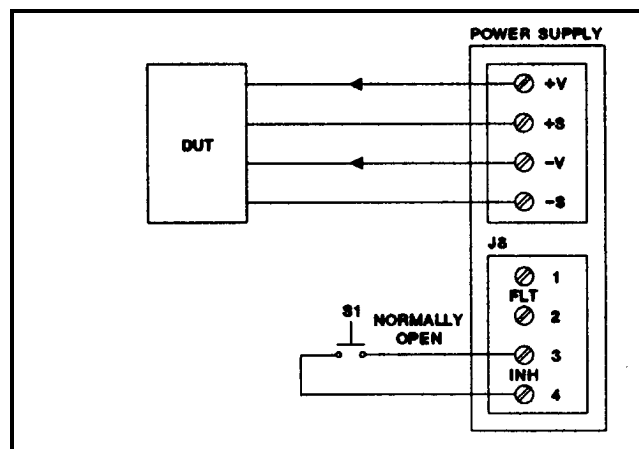 POWER SUPPLY
+V
+S
DUT
-V
-S
J8
1
FLT
2
S1
NORMALLY
OPEN
3
INH
4